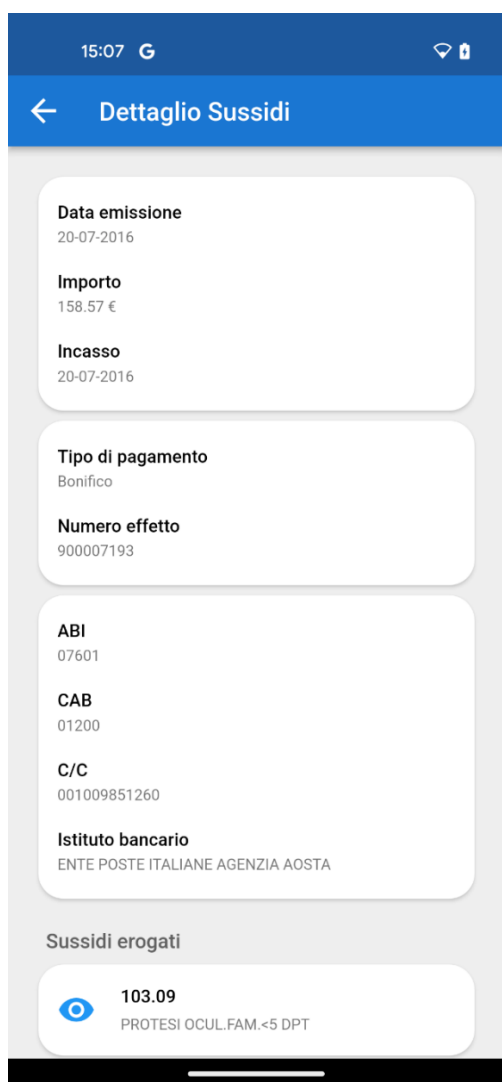 15:07 G
Dettaglio Sussidi
Data emissione
20-07-2016
Importo
158.57 €
Incasso
20-07-2016
Tipo di pagamento
Bonifico
Numero effetto
900007193
ABI
07601
CAB
01200
C/C
001009851260
Istituto bancario
ENTE POSTE ITALIANE AGENZIA AOSTA
Sussidi erogati
103.09
PROTESI OCUL.FAM.<5 DPT